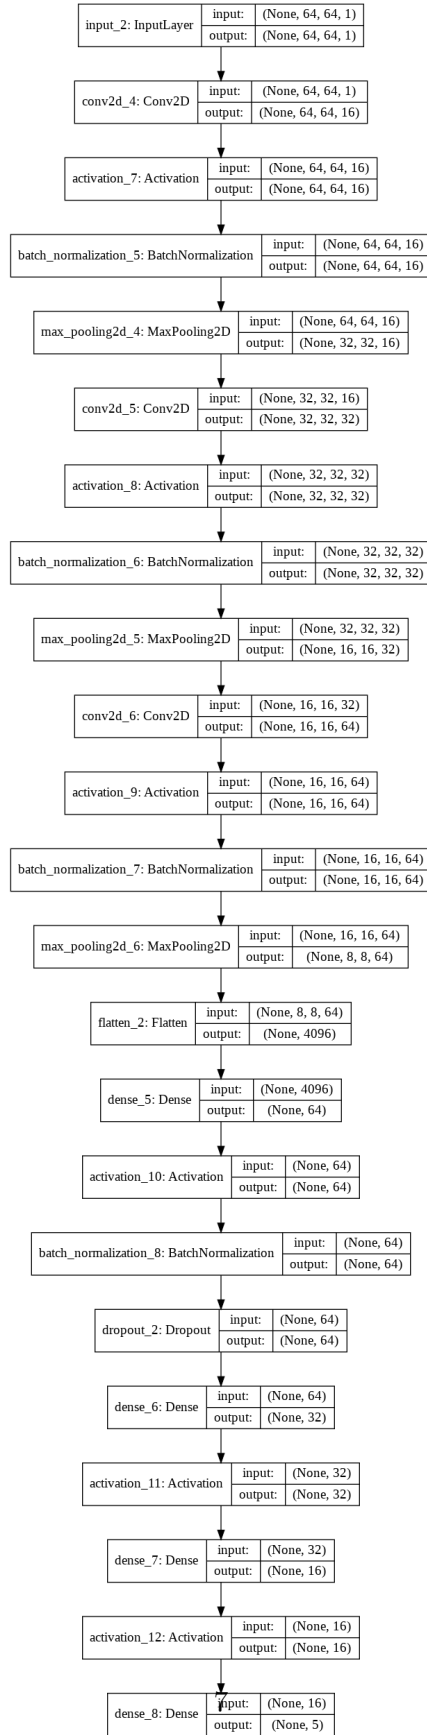 input_2: InputLayer
input: (None, 64, 64, 1)
output: (None, 64, 64, 1)
conv2d_4: Conv2D
input: (None, 64, 64, 1)
output: (None, 64, 64, 16)
activation_7: Activation
input: (None, 64, 64, 16)
output: (None, 64, 64, 16)
batch_normalization_5: BatchNormalization
input: (None, 64, 64, 16)
output: (None, 64, 64, 16)
max_pooling2d_4: MaxPooling2D
input: (None, 64, 64, 16)
output: (None, 32, 32, 16)
conv2d_5: Conv2D
input: (None, 32, 32, 16)
output: (None, 32, 32, 32)
activation_8: Activation
input: (None, 32, 32, 32)
output: (None, 32, 32, 32)
batch_normalization_6: BatchNormalization
input: (None, 32, 32, 32)
output: (None, 32, 32, 32)
max_pooling2d_5: MaxPooling2D
input: (None, 32, 32, 32)
output: (None, 16, 16, 32)
conv2d_6: Conv2D
input: (None, 16, 16, 32)
output: (None, 16, 16, 64)
activation_9: Activation
input: (None, 16, 16, 64)
output: (None, 16, 16, 64)
batch_normalization_7: BatchNormalization
input: (None, 16, 16, 64)
output: (None, 16, 16, 64)
max_pooling2d_6: MaxPooling2D
input: (None, 16, 16, 64)
output: (None, 8, 8, 64)
flatten_2: Flatten
input: (None, 8, 8, 64)
output: (None, 4096)
dense_5: Dense
input: (None, 4096)
output: (None, 64)
activation_10: Activation
input: (None, 64)
output: (None, 64)
batch_normalization_8: BatchNormalization
input: (None, 64)
output: (None, 64)
dropout_2: Dropout
input: (None, 64)
output: (None, 64)
dense_6: Dense
input: (None, 64)
output: (None, 32)
activation_11: Activation
input: (None, 32)
output: (None, 32)
dense_7: Dense
input: (None, 32)
output: (None, 16)
activation_12: Activation
input: (None, 16)
output: (None, 16)
7
dense_8: Dense
input: (None, 16)
output: (None, 5)